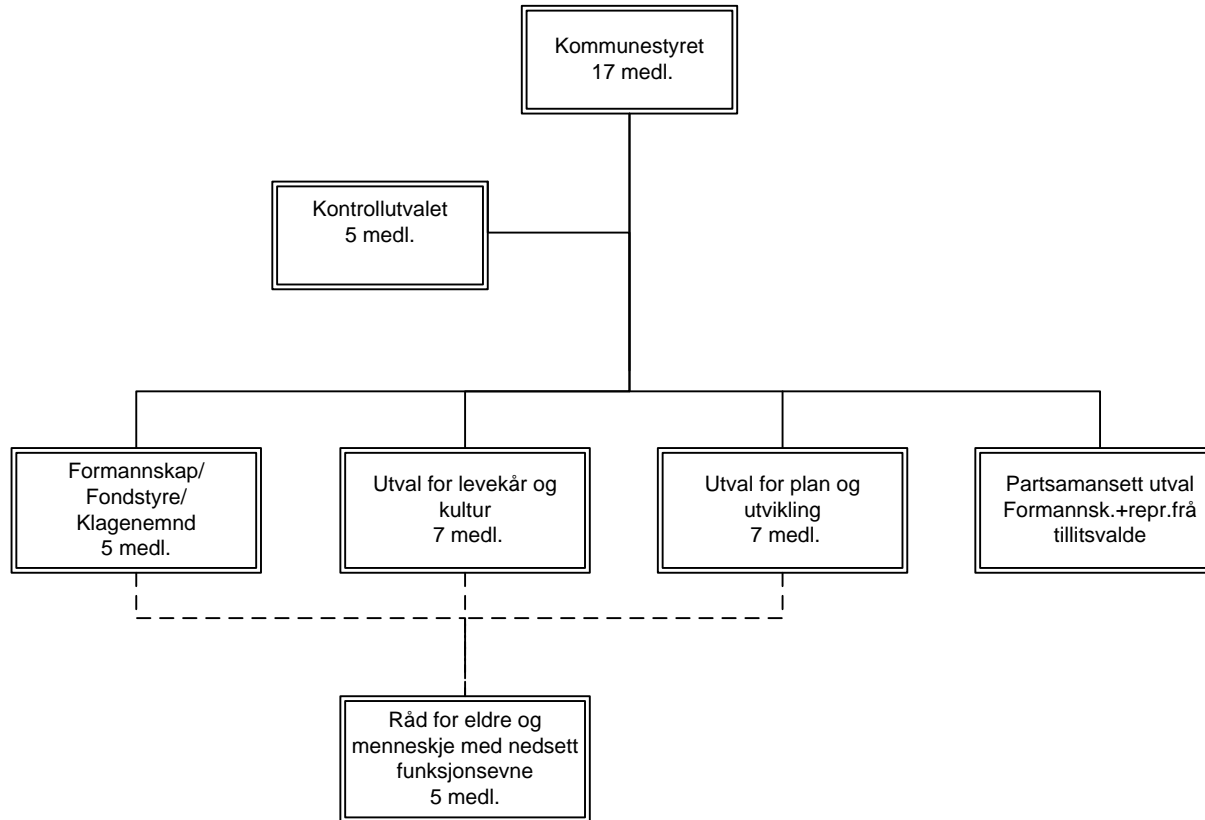 Kommunestyret
17 medl.
Kontrollutvalet
5 medl.
Formannskap/
Fondstyre/
Klagenemnd
5 medl.
Utval for levekår og
kultur
7 medl.
Utval for plan og
utvikling
7 medl.
Partsamansett utval
Formannsk.+repr.frå
tillitsvalde
Råd for eldre og
menneskje med nedsett
funksjonsevne
5 medl.